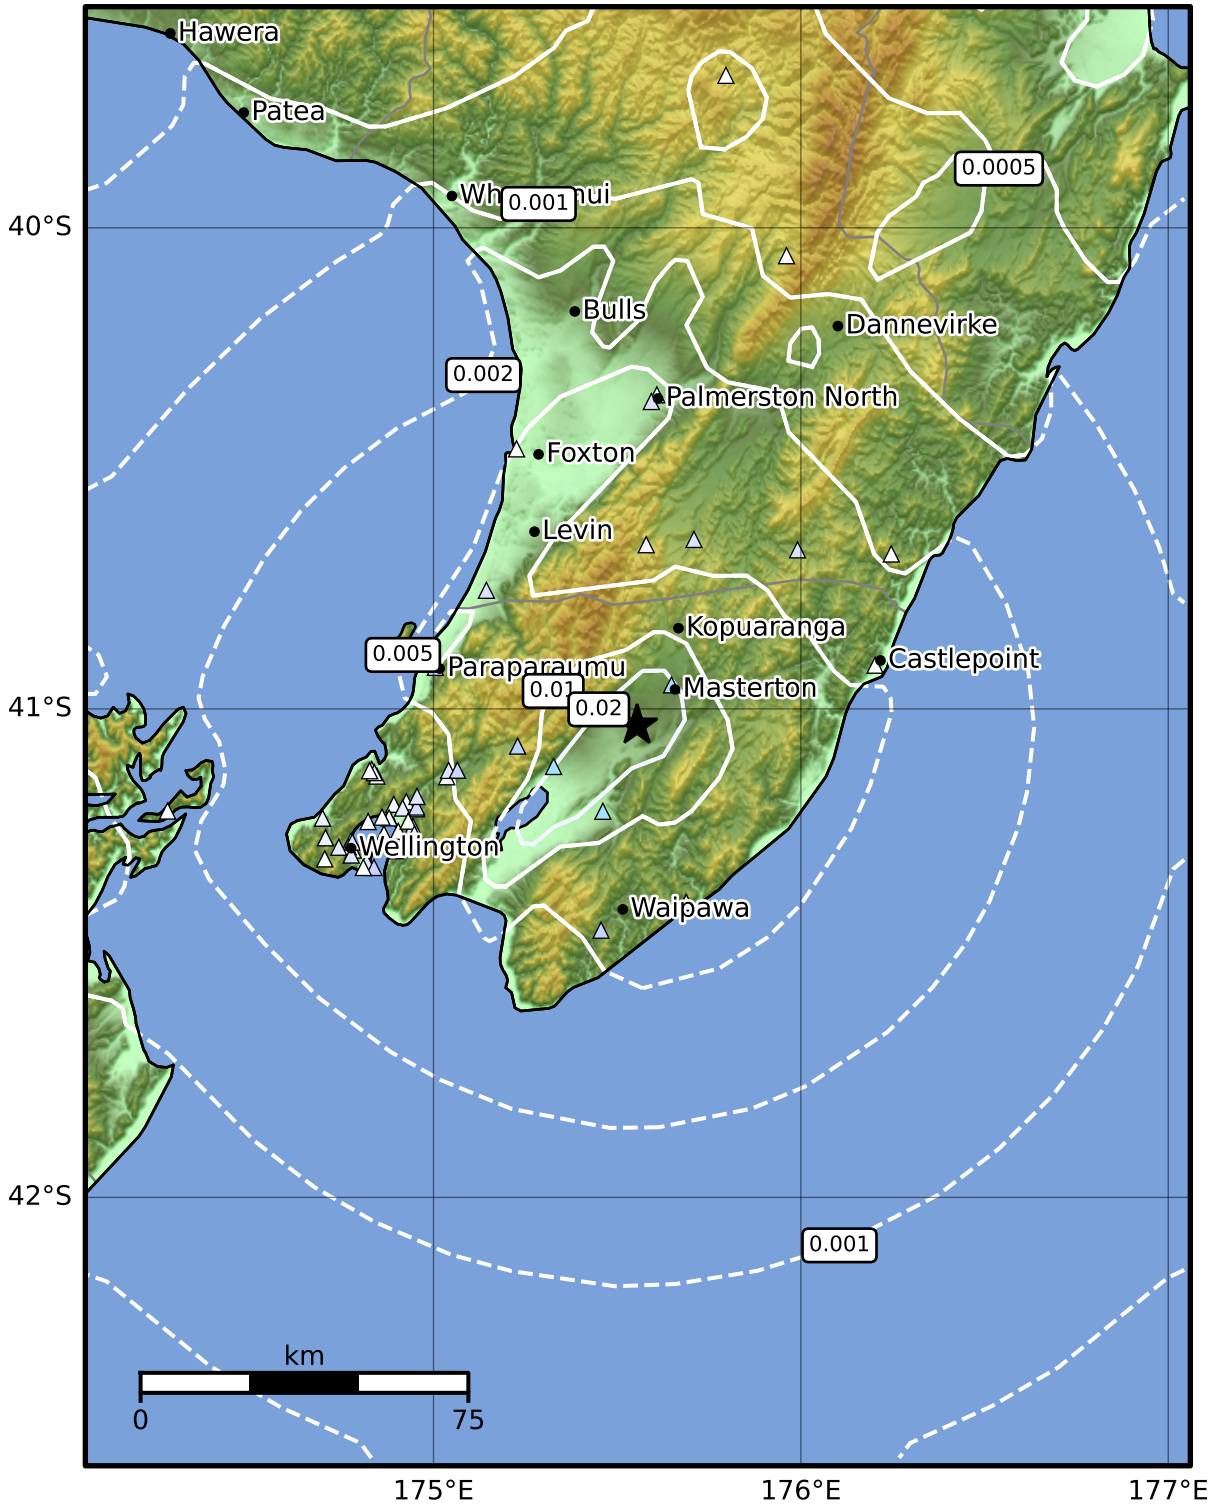 Hawera
Patea
0.0005
0.001
40°S
Bulls
Dannevirke
0.002
Palmerston North
Foxton
Levin
Kopuaranga
0.005
Castlepoint
Paraparaumu
0.01
Masterton
41°S
0.02
Wellington
Waipawa
42°S
0.001
km
0
75
175°E
176°E
177°E